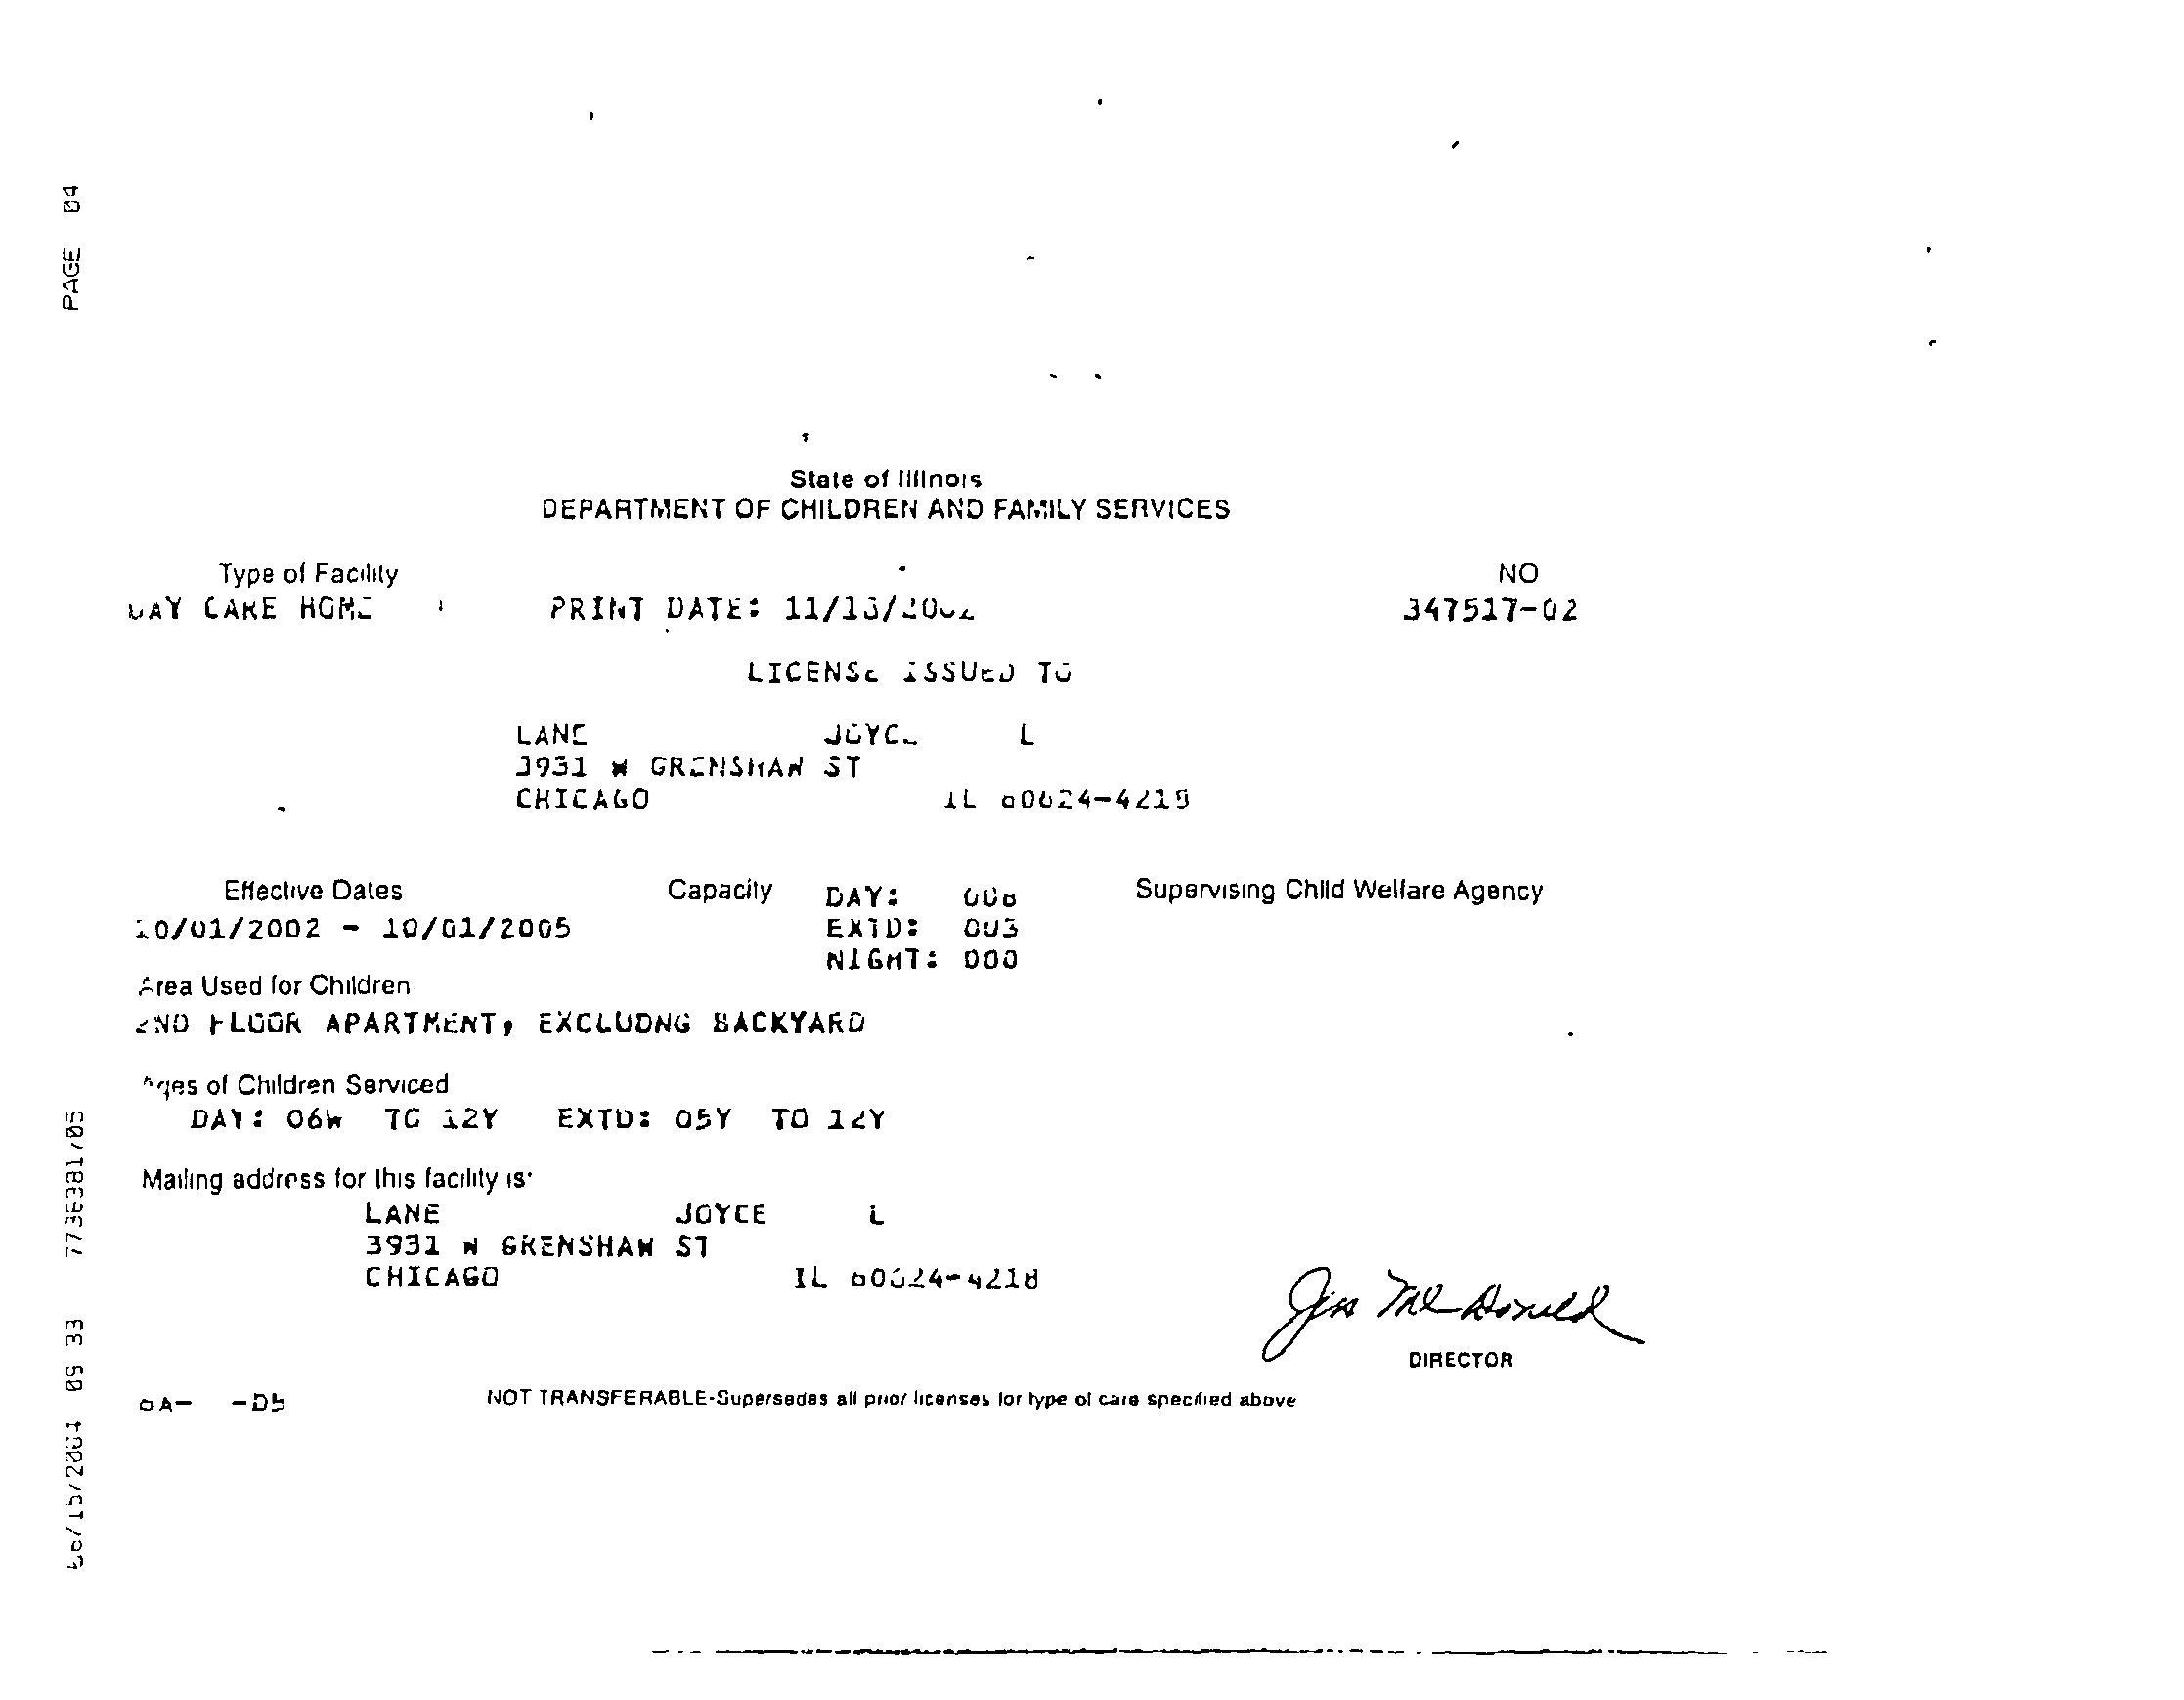 PAGE 04
State of Illinois
DEPARTMENT OF CHILDREN AND FAMILY SERVICES
Type of Facility
NO
DAY CARE HOME PRINT DATE: 11/13/2002 347517-02
LICENSE ISSUED TO
LANE JOYCE L
3931 W GRENSHAW ST
CHICAGO IL 60624-4218
Effective Dates Capacity DAY: 008 Supervising Child Welfare Agency
10/01/2002 - 10/01/2005 EXTD: 003
NIGHT: 000
Area Used for Children
2ND FLOOR APARTMENT, EXCLUDNG BACKYARD
Ages of Children Serviced
DAY: 06W TO 12Y EXTD: 05Y TO 12Y
Mailing address for this facility is:
LANE JOYCE L
3931 W GRENSHAW ST
CHICAGO IL 60624-4218
Jess McDonald
DIRECTOR
NOT TRANSFERABLE-Supersedes all prior licenses for type of care specified above
06/15/2004 09 33